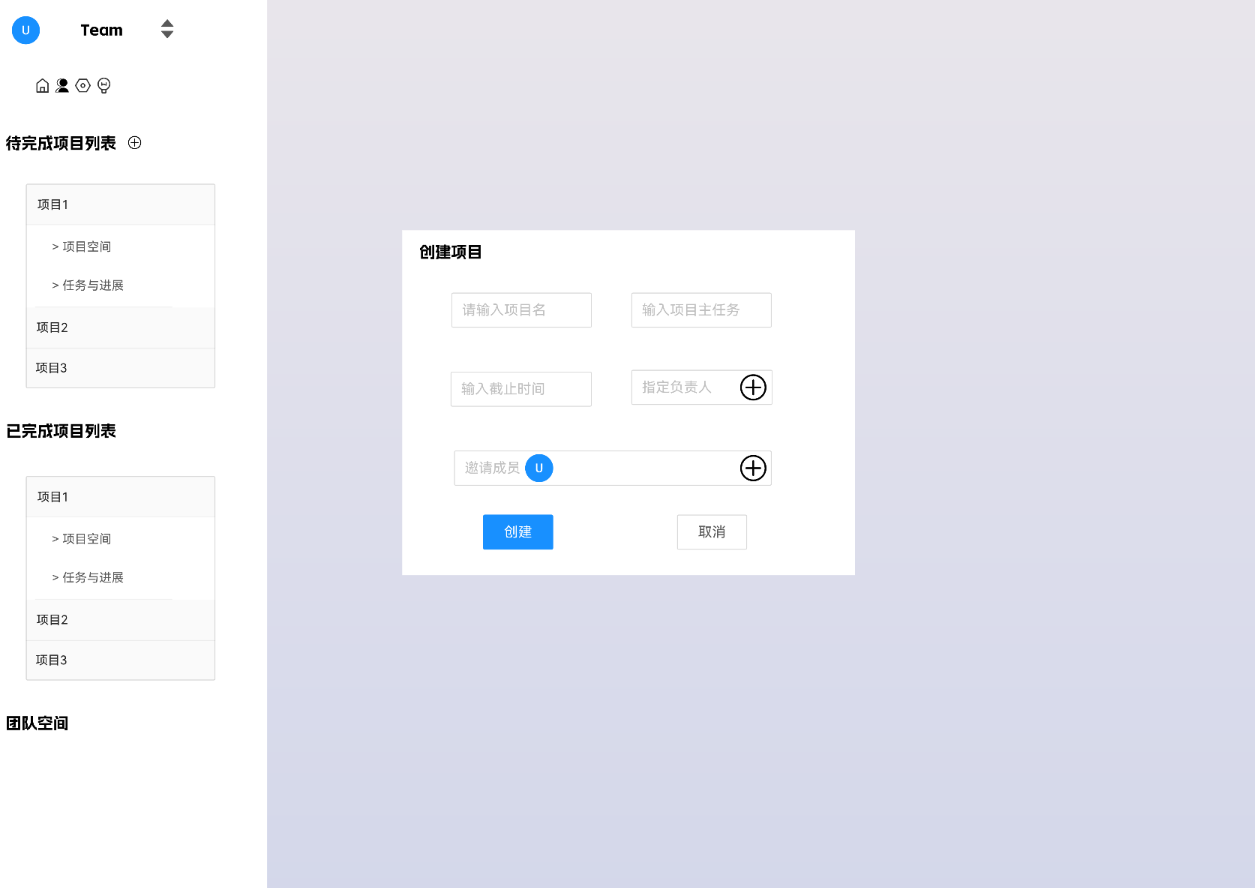 U Team
待完成项目列表
项目1
> 项目空间
> 任务与进展
项目2
项目3
已完成项目列表
项目1
> 项目空间
> 任务与进展
项目2
项目3
团队空间
创建项目
请输入项目名 输入项目主任务
输入截止时间 指定负责人
邀请成员 U
创建 取消